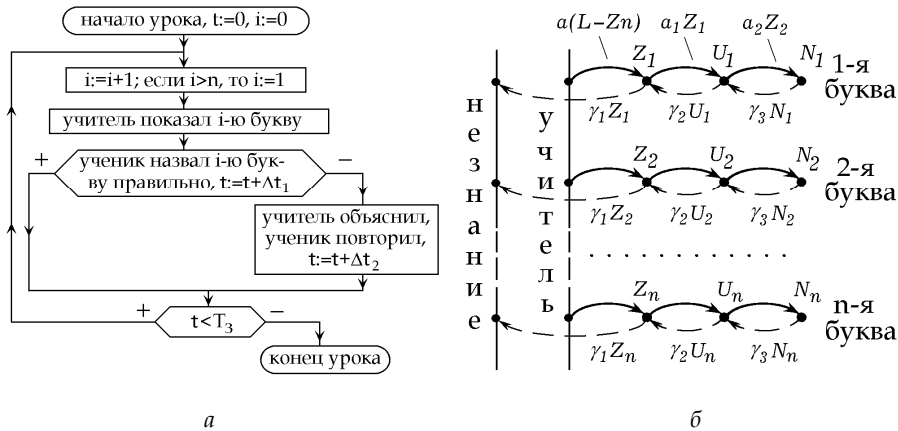 начало урока, t:=0, i:=0
i:=i+1; если i>n, то i:=1
учитель показал i-ю букву
+
ученик назвал i-ю бук-
ву правильно, t:=t+Δt₁
–
учитель объяснил,
ученик повторил,
t:=t+Δt₂
+
t<T₃
–
конец урока
а
незнание
учитель
a(L–Zn) a₁Z₁ a₂Z₂
Z₁ U₁ N₁
1-я
буква
γ₁Z₁ γ₂U₁ γ₃N₁
Z₂ U₂ N₂
2-я
буква
γ₁Z₂ γ₂U₂ γ₃N₂
Zₙ Uₙ Nₙ
n-я
буква
γ₁Zₙ γ₂Uₙ γ₃Nₙ
б